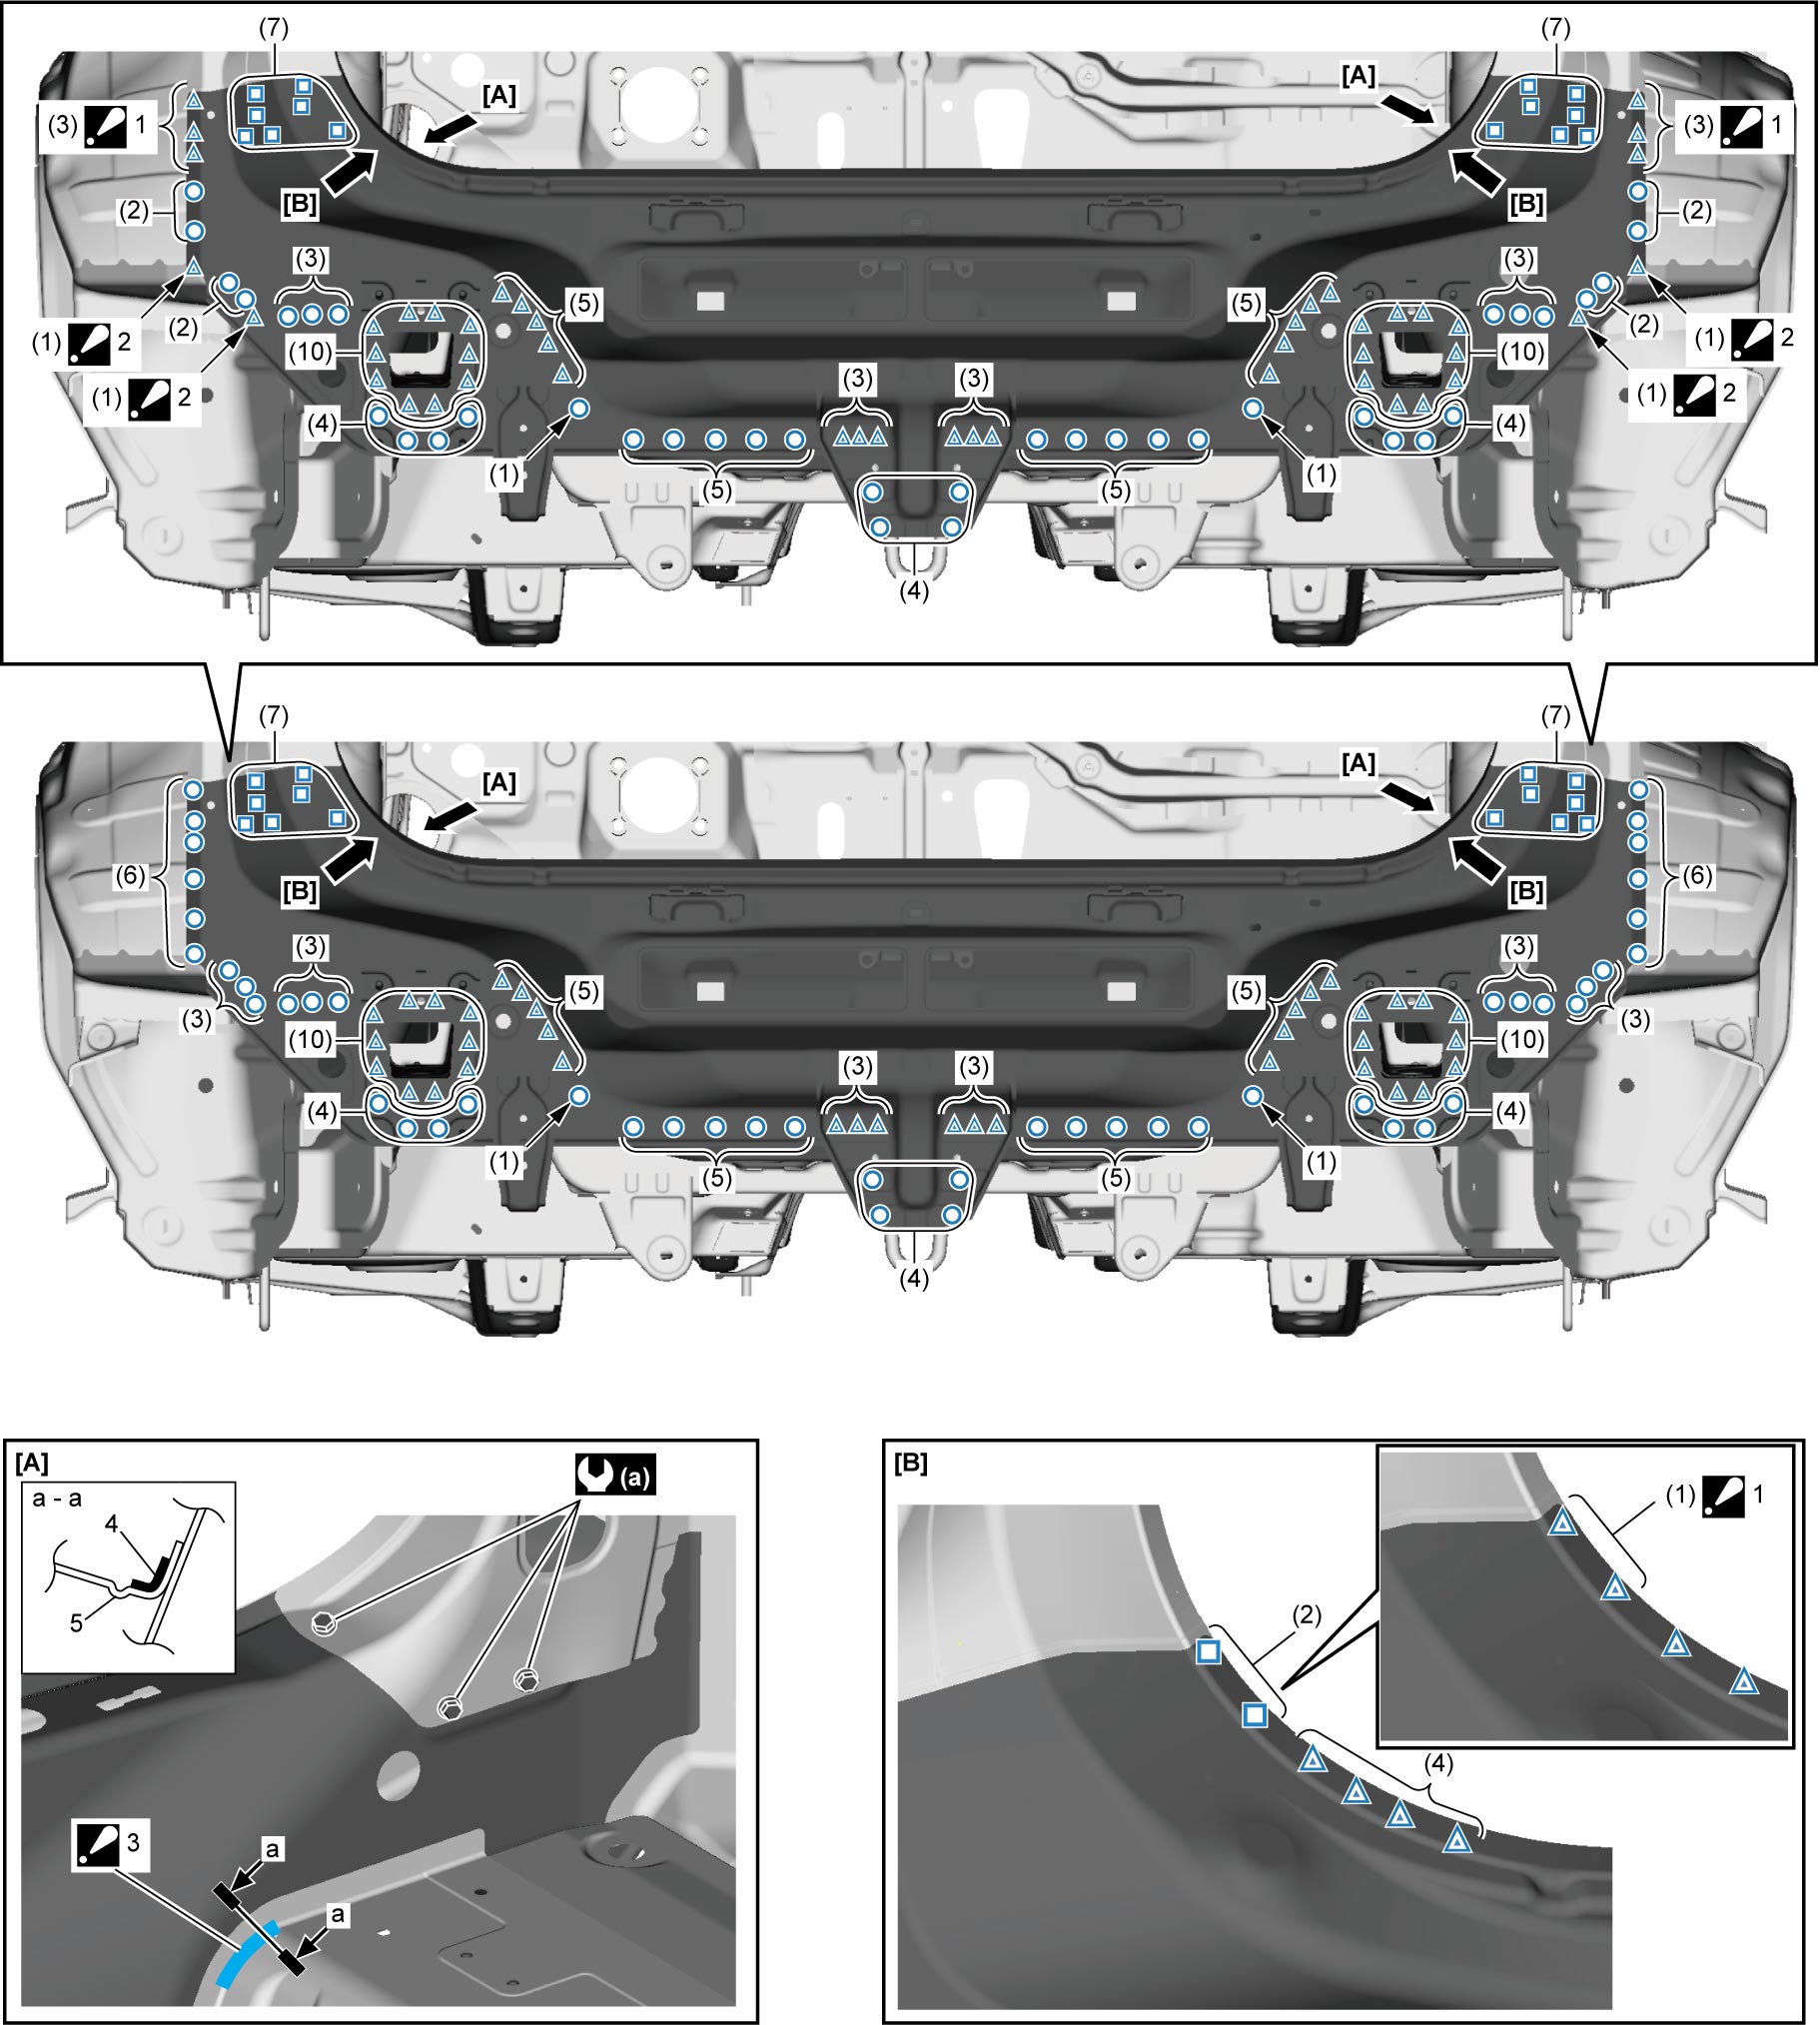 (7) (7)
[A] [A]
(3) 1 (3) 1
[B] [B]
(2) (2)
(3) (3)
(5) (5)
(2) (2)
(1) 2 (10) (10) (1) 2
(3) (3)
(1) 2 (1) 2
(4) (4)
(1) (1)
(5) (5)
(4)
(7) (7)
[A] [A]
(6) (6)
[B] [B]
(3) (3)
(5) (5)
(3) (3)
(10) (10)
(3) (3)
(4) (4)
(1) (1)
(5) (5)
(4)
[A]
a - a
4
5
(a)
3
a
a
[B]
(1) 1
(2)
(4)